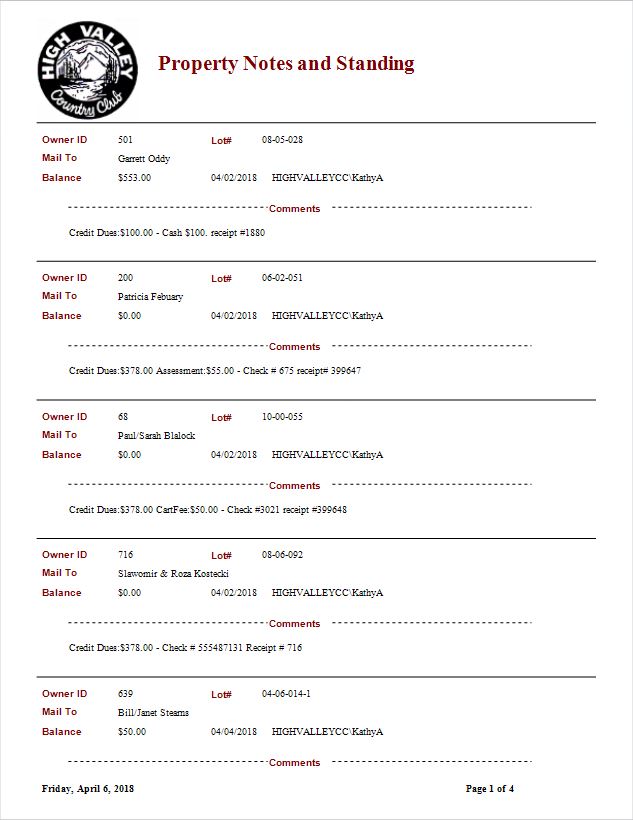 HIGH VALLEY
Country Club
Property Notes and Standing
Owner ID 501 Lot# 08-05-028
Mail To Garrett Oddy
Balance $553.00 04/02/2018 HIGHVALLEYCC\KathyA
Comments
Credit Dues:$100.00 - Cash $100. receipt #1880
Owner ID 200 Lot# 06-02-051
Mail To Patricia Febuary
Balance $0.00 04/02/2018 HIGHVALLEYCC\KathyA
Comments
Credit Dues:$378.00 Assessment:$55.00 - Check # 675 receipt# 399647
Owner ID 68 Lot# 10-00-055
Mail To Paul/Sarah Blalock
Balance $0.00 04/02/2018 HIGHVALLEYCC\KathyA
Comments
Credit Dues:$378.00 CartFee:$50.00 - Check #3021 receipt #399648
Owner ID 716 Lot# 08-06-092
Mail To Slawomir & Roza Kostecki
Balance $0.00 04/02/2018 HIGHVALLEYCC\KathyA
Comments
Credit Dues:$378.00 - Check # 555487131 Receipt # 716
Owner ID 639 Lot# 04-06-014-1
Mail To Bill/Janet Stearns
Balance $50.00 04/04/2018 HIGHVALLEYCC\KathyA
Comments
Friday, April 6, 2018 Page 1 of 4